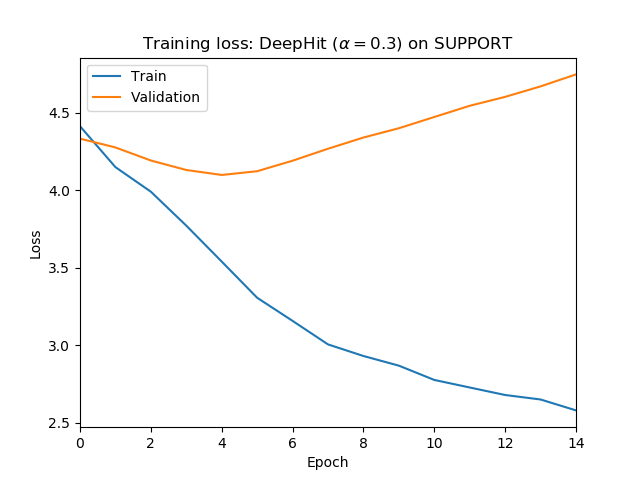 Training loss: DeepHit (α = 0.3) on SUPPORT
Train
Validation
4.5
4.0
3.5
3.0
2.5
Loss
0 2 4 6 8 10 12 14
Epoch